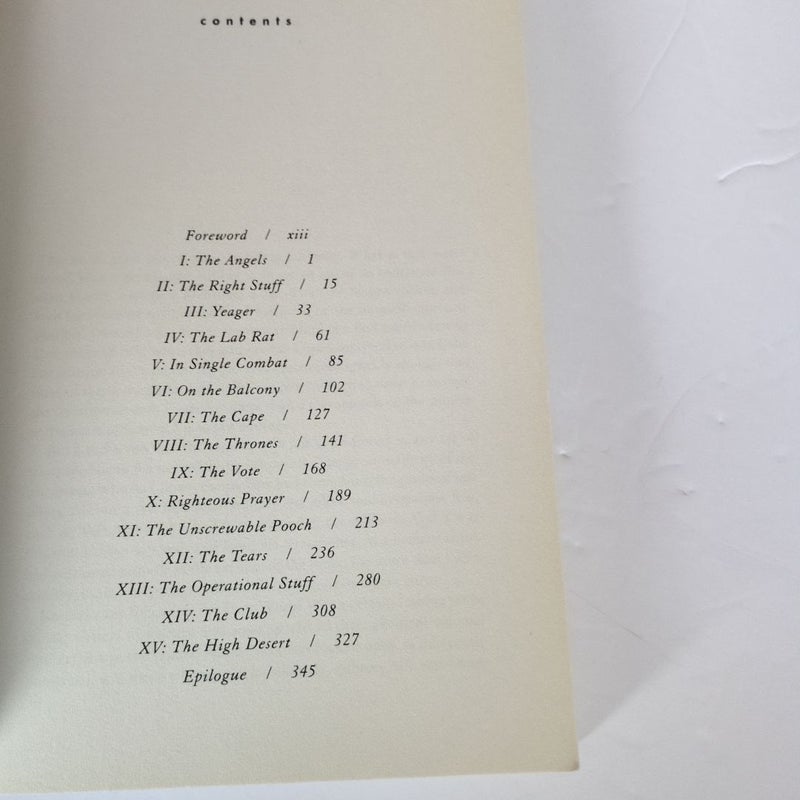 contents
Foreword / xiii
I: The Angels / 1
II: The Right Stuff / 15
III: Yeager / 33
IV: The Lab Rat / 61
V: In Single Combat / 85
VI: On the Balcony / 102
VII: The Cape / 127
VIII: The Thrones / 141
IX: The Vote / 168
X: Righteous Prayer / 189
XI: The Unscrewable Pooch / 213
XII: The Tears / 236
XIII: The Operational Stuff / 280
XIV: The Club / 308
XV: The High Desert / 327
Epilogue / 345